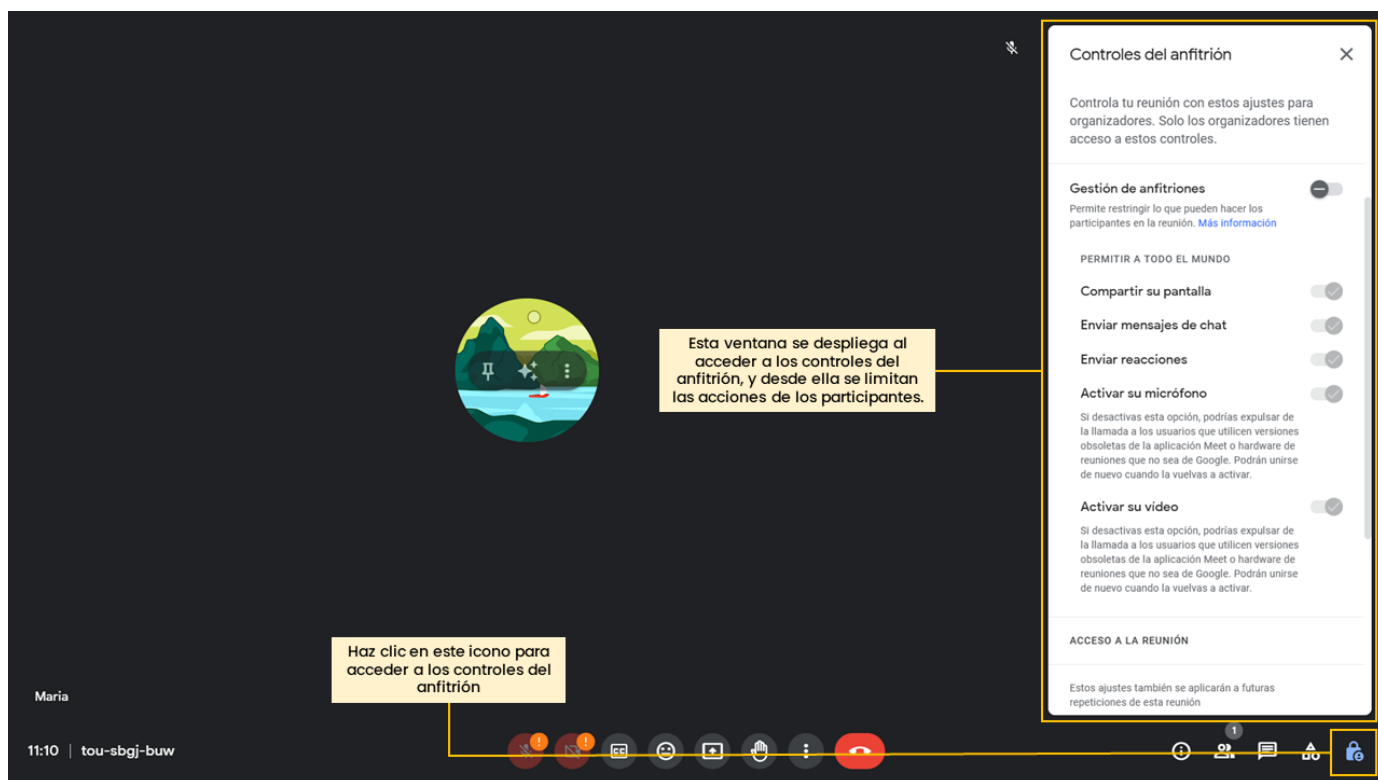 Controles del anfitrión
Controla tu reunión con estos ajustes para
organizadores. Solo los organizadores tienen
acceso a estos controles.
Gestión de anfitriones
Permite restringir lo que pueden hacer los
participantes en la reunión. Más información
PERMITIR A TODO EL MUNDO
Compartir su pantalla
Enviar mensajes de chat
Enviar reacciones
Activar su micrófono
Si desactivas esta opción, podrías expulsar de
la llamada a los usuarios que utilicen versiones
obsoletas de la aplicación Meet o hardware de
reuniones que no sea de Google. Podrán unirse
de nuevo cuando la vuelvas a activar.
Activar su vídeo
Si desactivas esta opción, podrías expulsar de
la llamada a los usuarios que utilicen versiones
obsoletas de la aplicación Meet o hardware de
reuniones que no sea de Google. Podrán unirse
de nuevo cuando la vuelvas a activar.
ACCESO A LA REUNIÓN
Estos ajustes también se aplicarán a futuras
repeticiones de esta reunión
Esta ventana se despliega al
acceder a los controles del
anfitrión, y desde ella se limitan
las acciones de los participantes.
Haz clic en este icono para
acceder a los controles del
anfitrión
Maria
11:10 | tou-sbgj-buw
!
!
CC
1